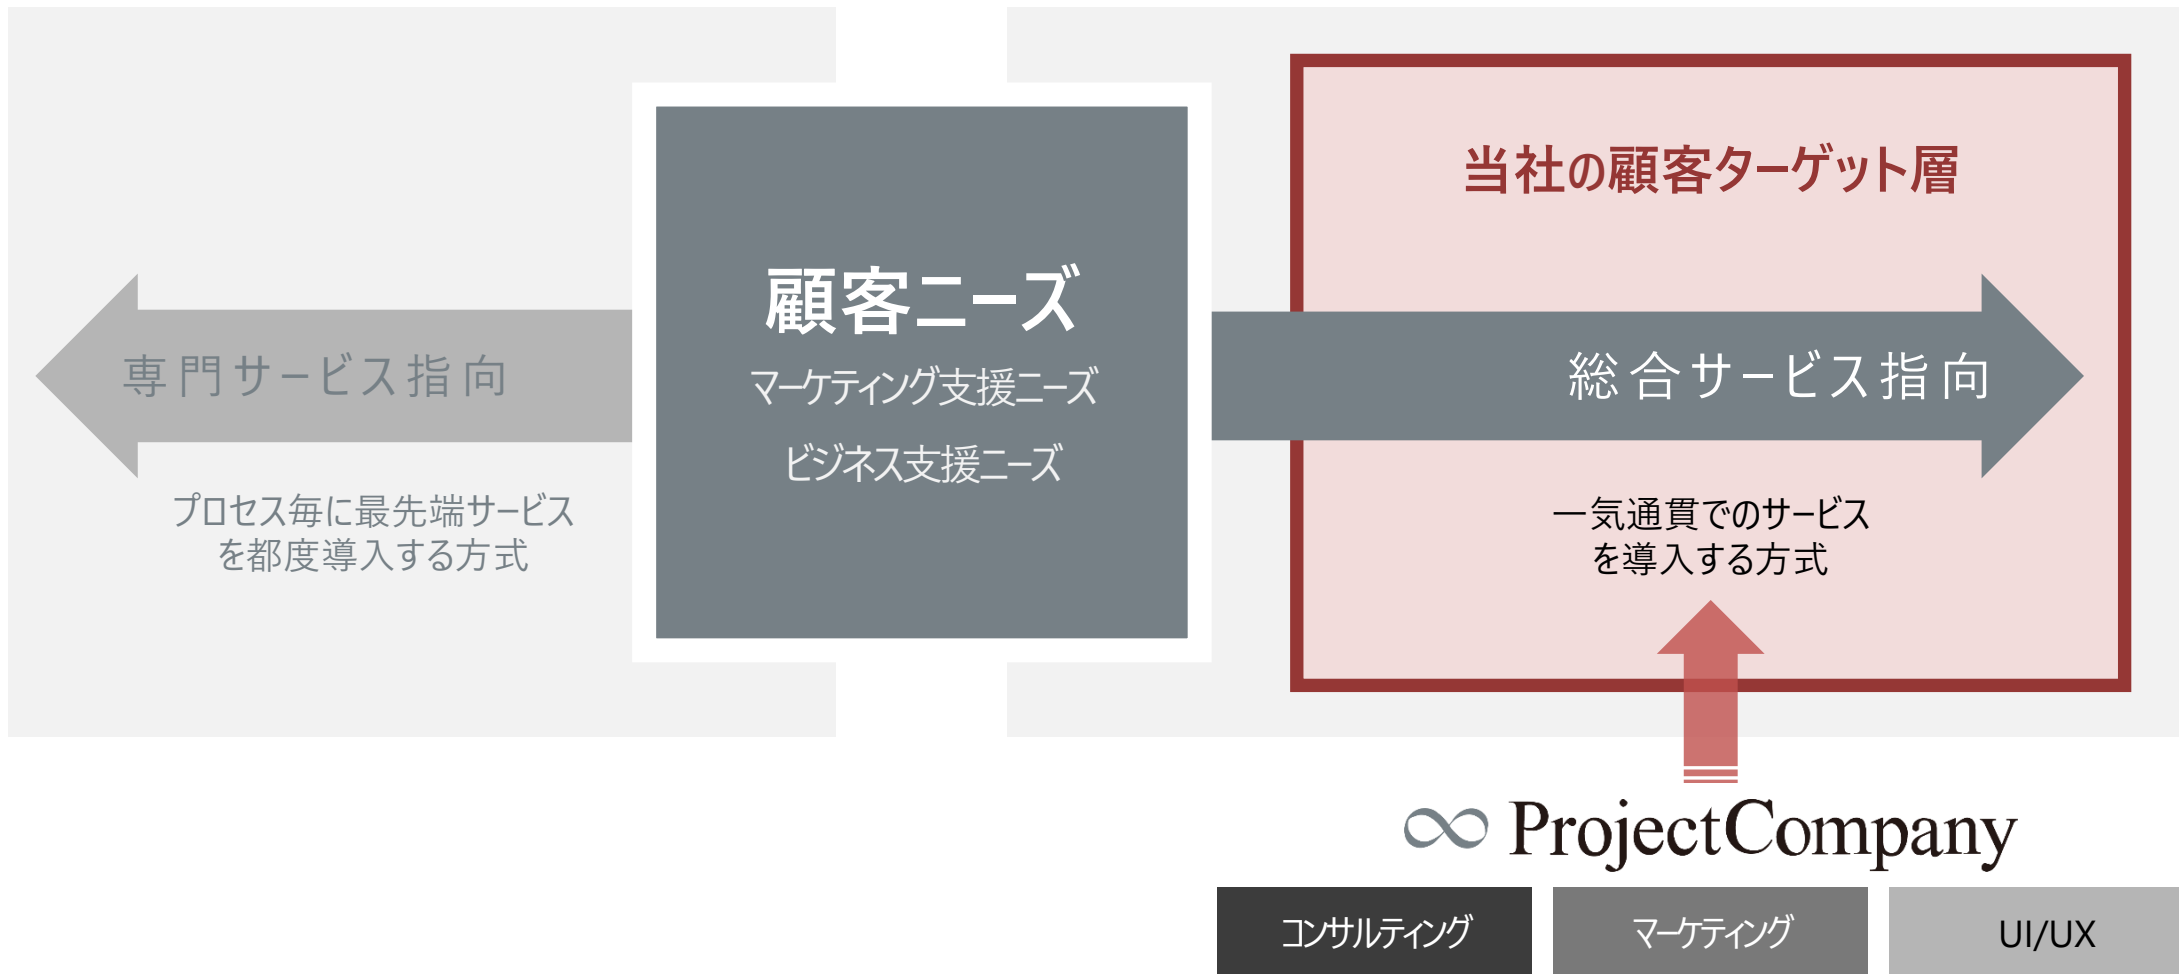 当社の顧客ターゲット層
顧客ニーズ
マーケティング支援ニーズ
ビジネス支援ニーズ
専門サービス指向
プロセス毎に最先端サービス
を都度導入する方式
総合サービス指向
一気通貫でのサービス
を導入する方式
ProjectCompany
コンサルティング
マーケティング
UI/UX